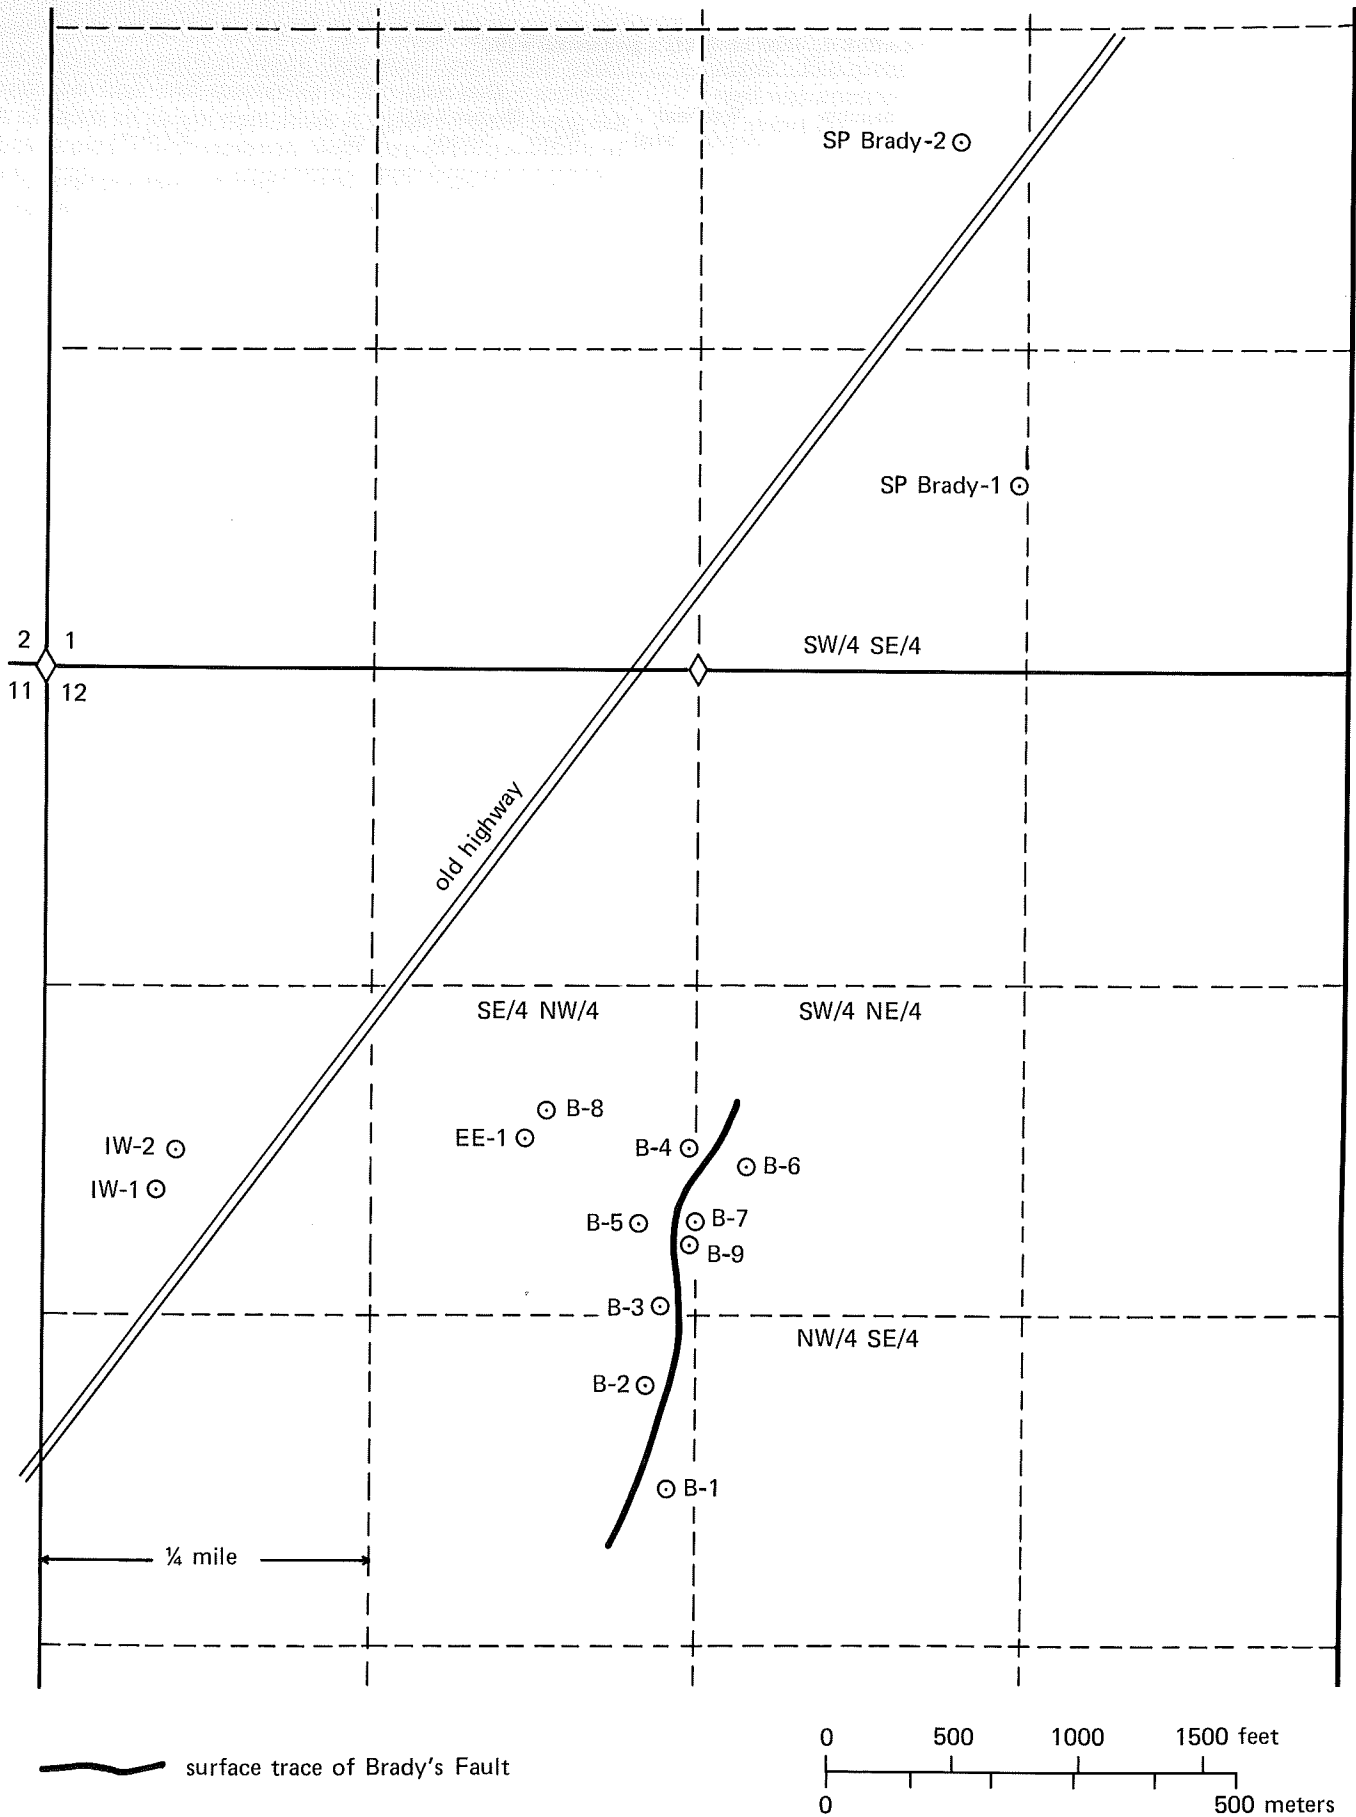 SP Brady-2
SP Brady-1
2 1
SW/4 SE/4
11 12
old highway
SE/4 NW/4
SW/4 NE/4
B-8
EE-1
IW-2
B-4
B-6
IW-1
B-5
B-7
B-9
B-3
NW/4 SE/4
B-2
B-1
¼ mile
0 500 1000 1500 feet
surface trace of Brady's Fault
0 500 meters